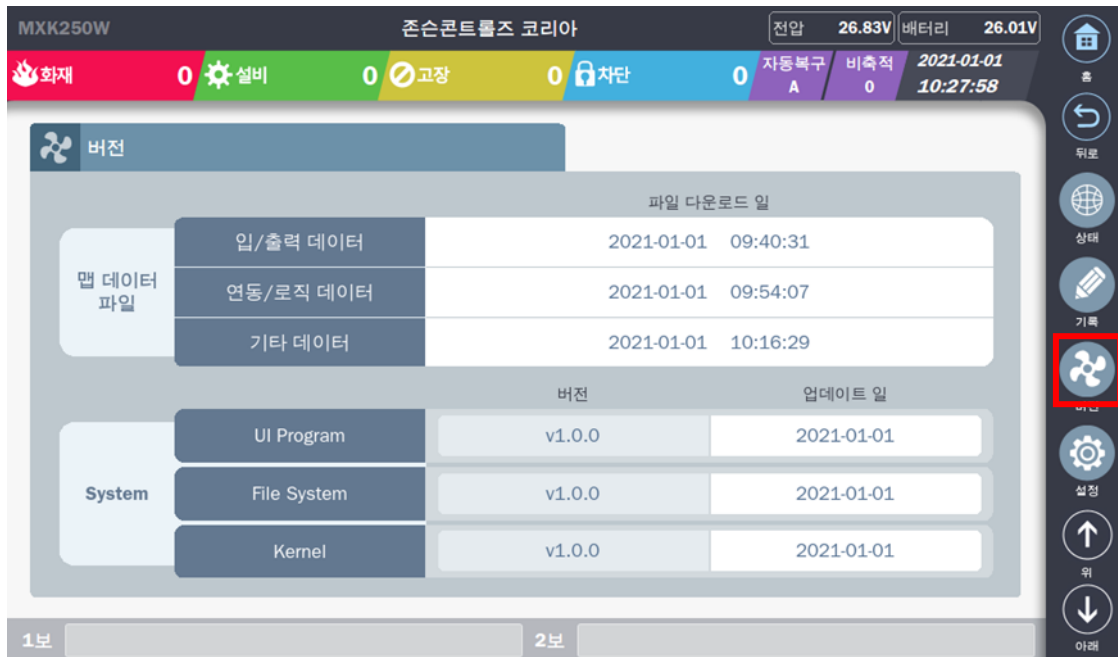 MXK250W 존슨콘트롤즈 코리아 전압 26.83V 배터리 26.01V
화재 0 설비 0 고장 0 차단 0 자동복구 A 비축적 0 2021-01-01 10:27:58
홈
뒤로
상태
기록
버전
설정
위
아래
버전
파일 다운로드 일
맵 데이터
파일
입/출력 데이터 2021-01-01 09:40:31
연동/로직 데이터 2021-01-01 09:54:07
기타 데이터 2021-01-01 10:16:29
버전 업데이트 일
System
UI Program v1.0.0 2021-01-01
File System v1.0.0 2021-01-01
Kernel v1.0.0 2021-01-01
1보 2보